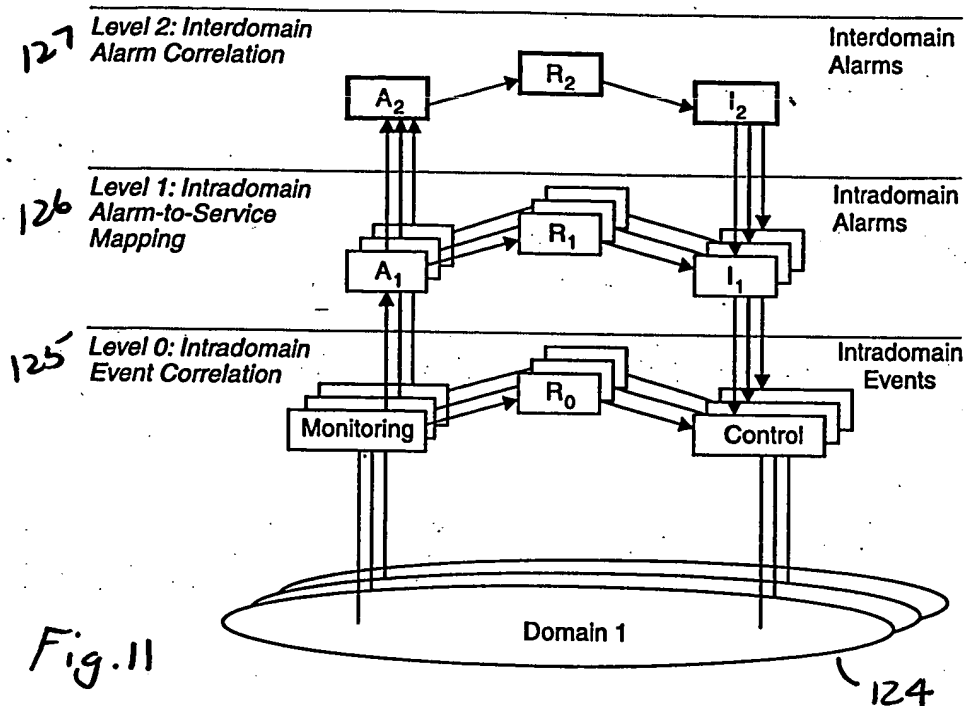 127
Level 2: Interdomain
Alarm Correlation
Interdomain
Alarms
A2
R2
I2
126
Level 1: Intradomain
Alarm-to-Service
Mapping
Intradomain
Alarms
A1
R1
I1
125
Level 0: Intradomain
Event Correlation
Intradomain
Events
Monitoring
R0
Control
Domain 1
Fig.11
124